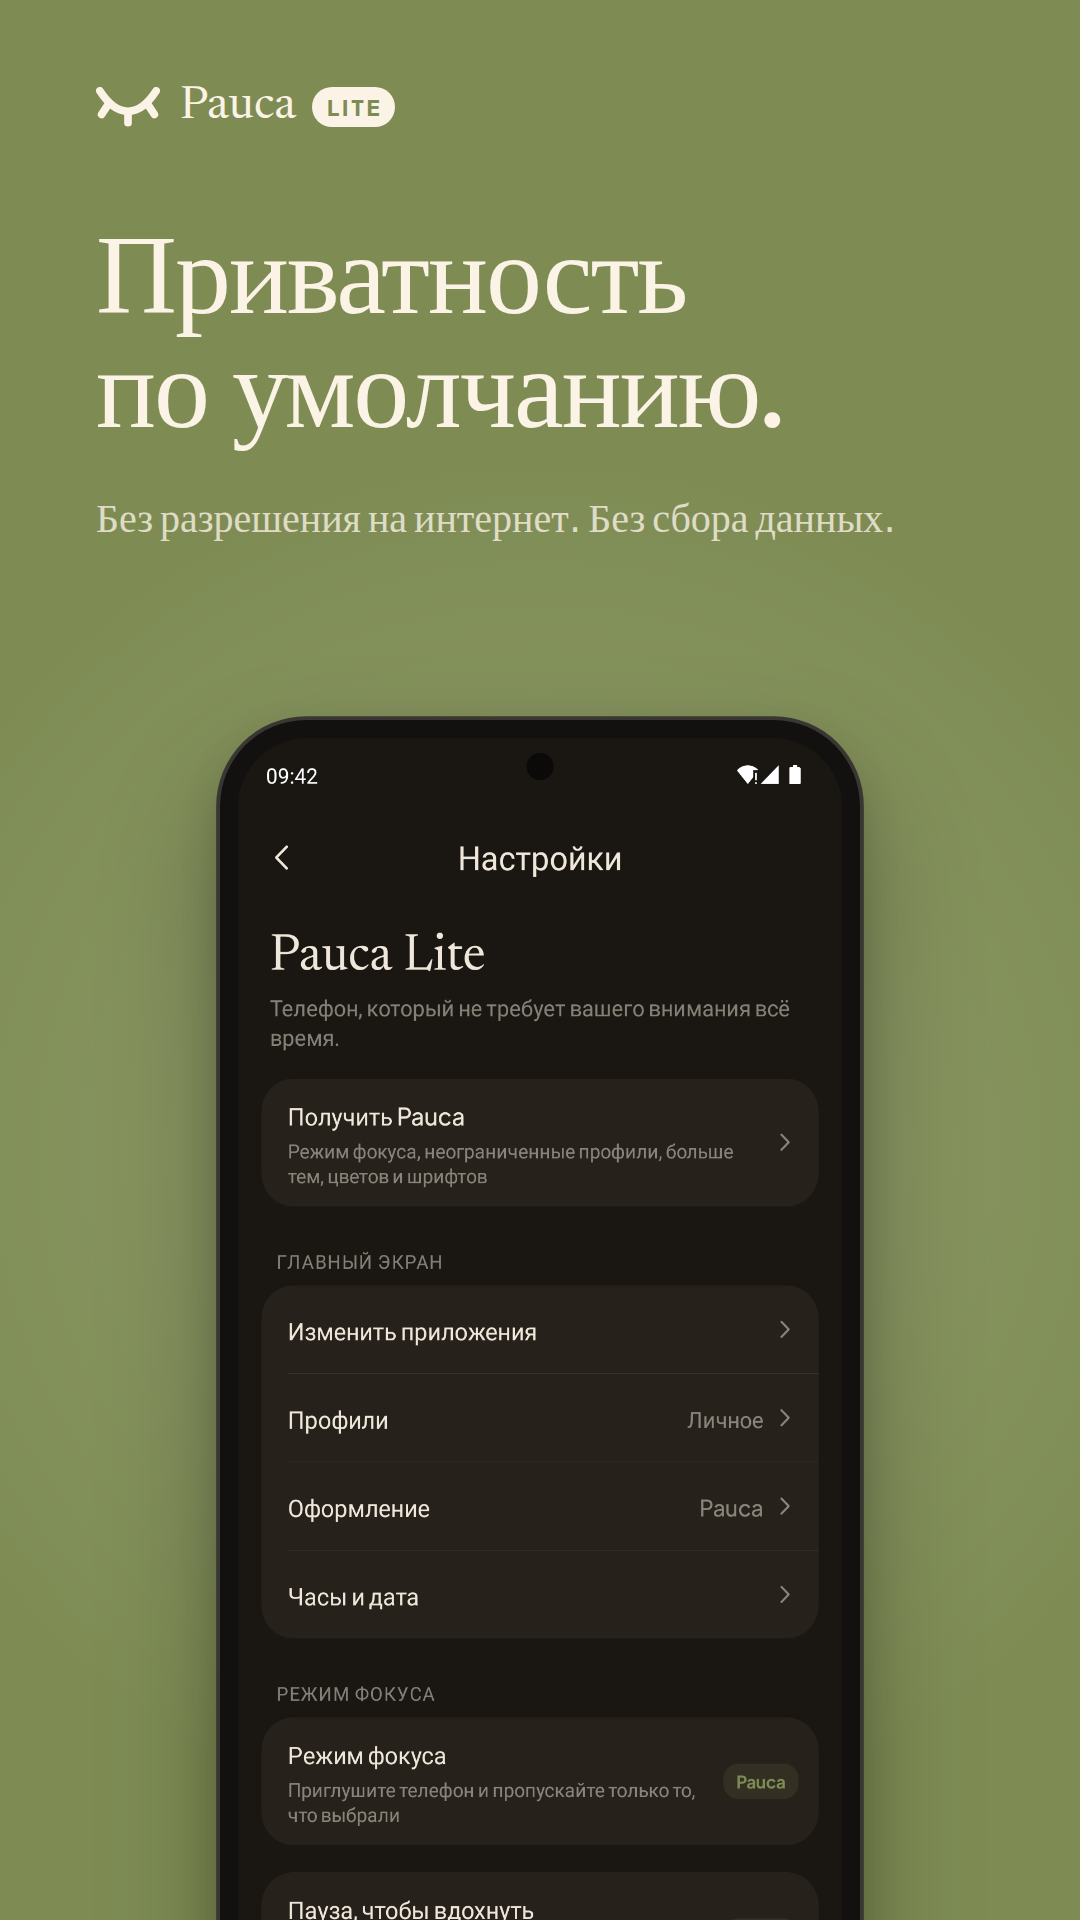 Pauca LITE
Приватность
по умолчанию.
Без разрешения на интернет. Без сбора данных.
09:42
Настройки
Pauca Lite
Телефон, который не требует вашего внимания всё
время.
Получить Pauca
Режим фокуса, неограниченные профили, больше
тем, цветов и шрифтов
ГЛАВНЫЙ ЭКРАН
Изменить приложения
Профили Личное
Оформление Pauca
Часы и дата
РЕЖИМ ФОКУСА
Режим фокуса
Приглушите телефон и пропускайте только то,
что выбрали
Pauca
Пауза, чтобы вдохнуть